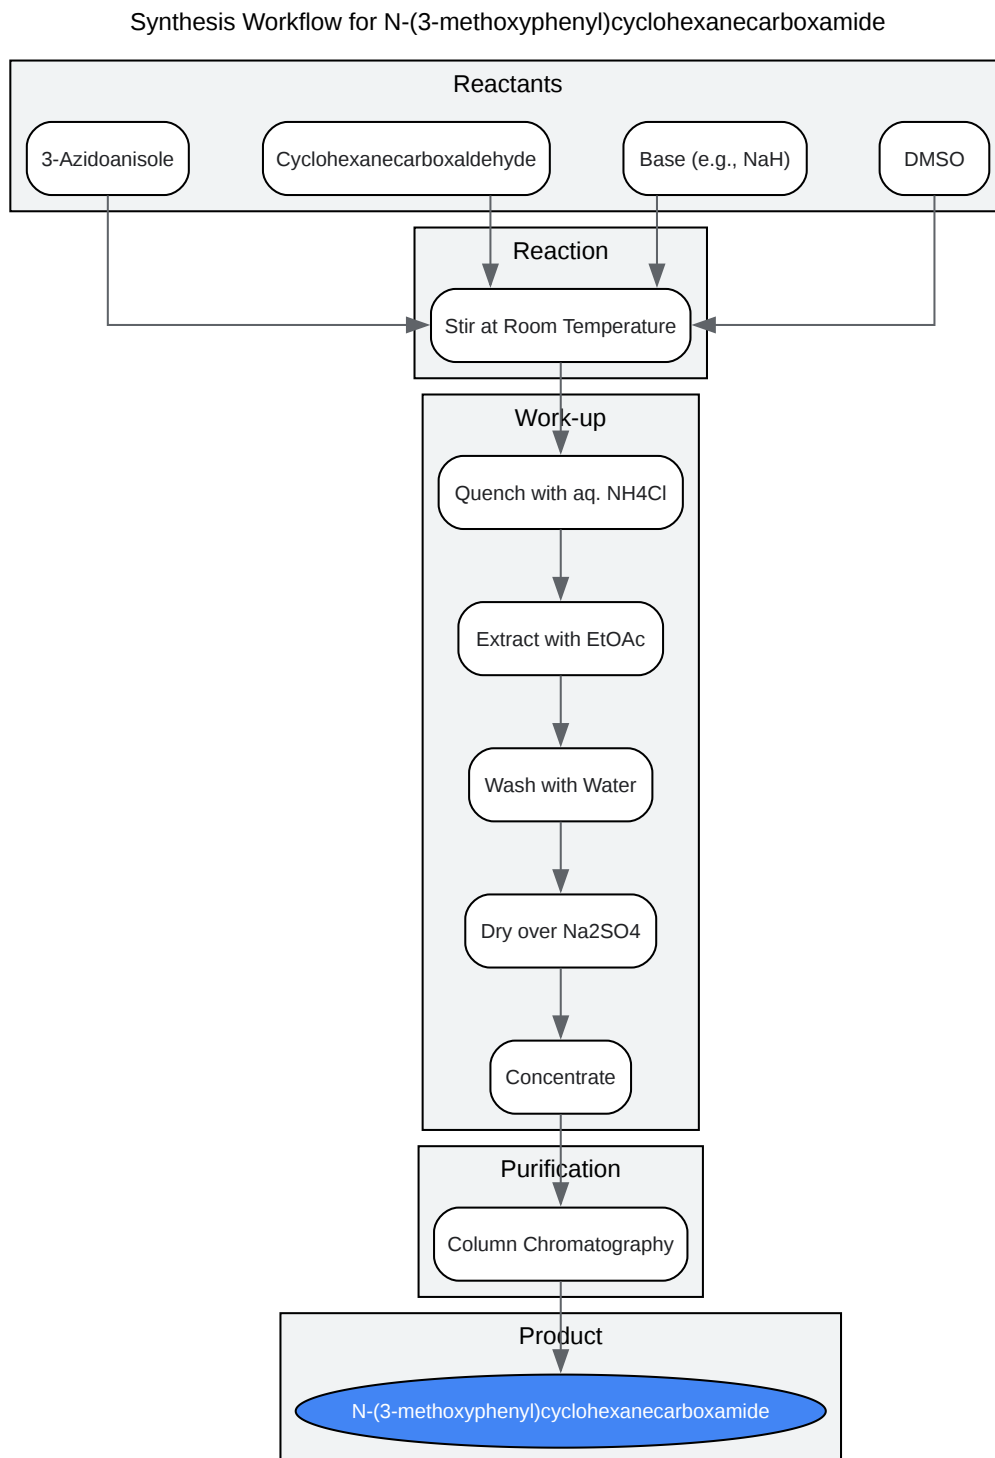 Synthesis Workflow for N-(3-methoxyphenyl)cyclohexanecarboxamide
Reactants
3-Azidoanisole
Cyclohexanecarboxaldehyde
Base (e.g., NaH)
DMSO
Reaction
Stir at Room Temperature
Work-up
Quench with aq. NH4Cl
Extract with EtOAc
Wash with Water
Dry over Na2SO4
Concentrate
Purification
Column Chromatography
Product
N-(3-methoxyphenyl)cyclohexanecarboxamide